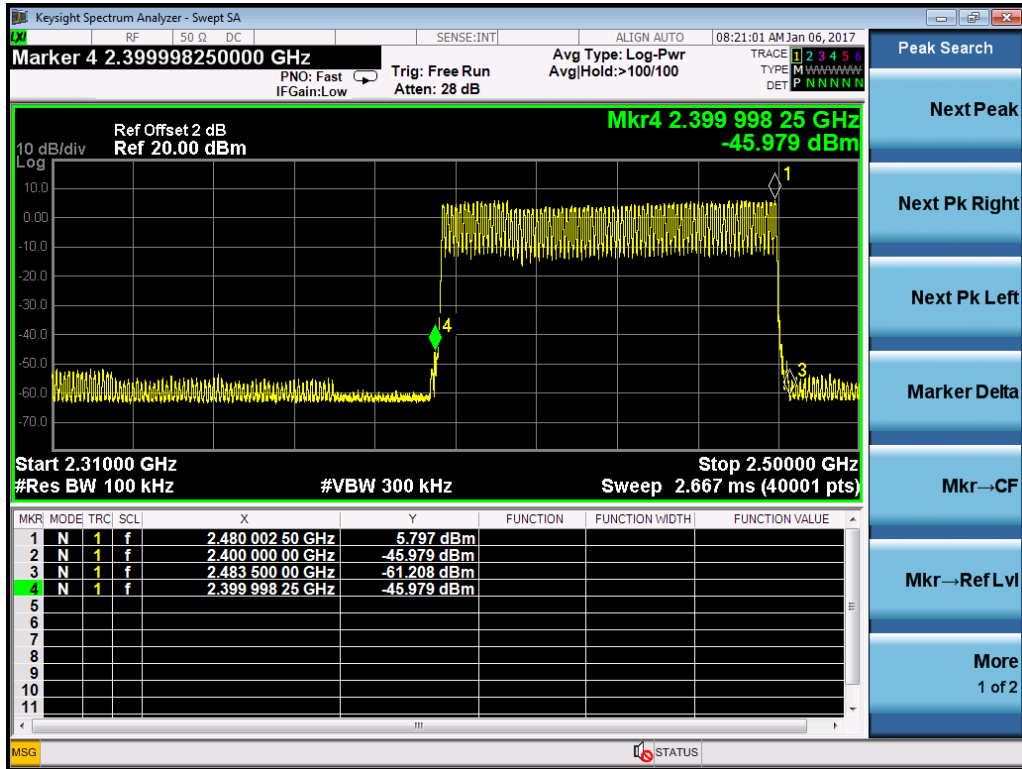 Keysight Spectrum Analyzer - Swept SA
LXI RF 50 Ω DC SENSE:INT ALIGN AUTO 08:21:01 AM Jan 06, 2017
Marker 4 2.399998250000 GHz
PNO: Fast
IFGain:Low
Trig: Free Run
Atten: 28 dB
Avg Type: Log-Pwr
Avg|Hold:>100/100
TRACE 1 2 3 4 5 6
TYPE M W W W W W
DET P N N N N N
Ref Offset 2 dB
10 dB/div Ref 20.00 dBm
Log
Mkr4 2.399 998 25 GHz
-45.979 dBm
10.0
0.00
-10.0
-20.0
-30.0
-40.0
-50.0
-60.0
-70.0
1
4
3
Start 2.31000 GHz Stop 2.50000 GHz
#Res BW 100 kHz #VBW 300 kHz Sweep 2.667 ms (40001 pts)
MKR MODE TRC SCL X Y FUNCTION FUNCTION WIDTH FUNCTION VALUE
1 N 1 f 2.480 002 50 GHz 5.797 dBm
2 N 1 f 2.400 000 00 GHz -45.979 dBm
3 N 1 f 2.483 500 00 GHz -61.208 dBm
4 N 1 f 2.399 998 25 GHz -45.979 dBm
5
6
7
8
9
10
11
MSG STATUS
Peak Search
Next Peak
Next Pk Right
Next Pk Left
Marker Delta
Mkr→CF
Mkr→Ref Lvl
More
1 of 2